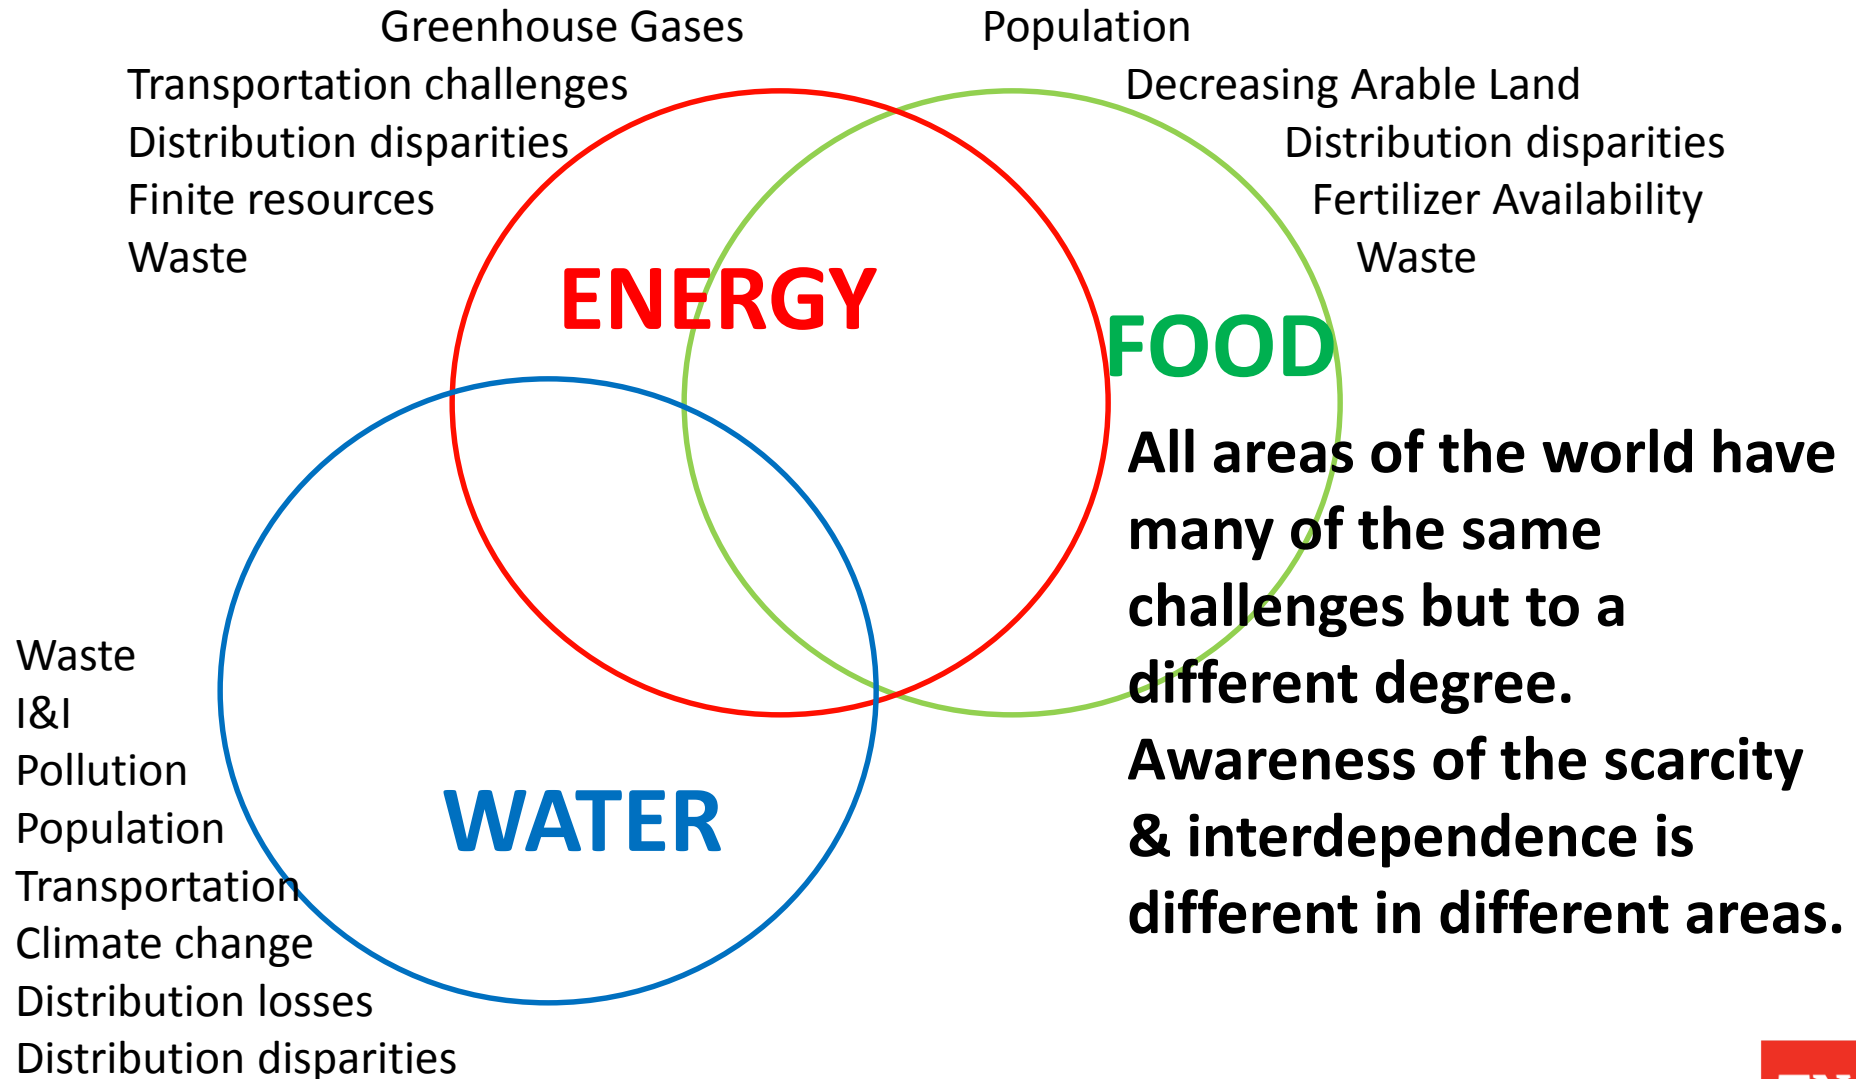 Greenhouse Gases
Transportation challenges
Distribution disparities
Finite resources
Waste
Population
Decreasing Arable Land
Distribution disparities
Fertilizer Availability
Waste
ENERGY
FOOD
All areas of the world have
many of the same
challenges but to a
different degree.
Awareness of the scarcity
& interdependence is
different in different areas.
WATER
Waste
I&I
Pollution
Population
Transportation
Climate change
Distribution losses
Distribution disparities